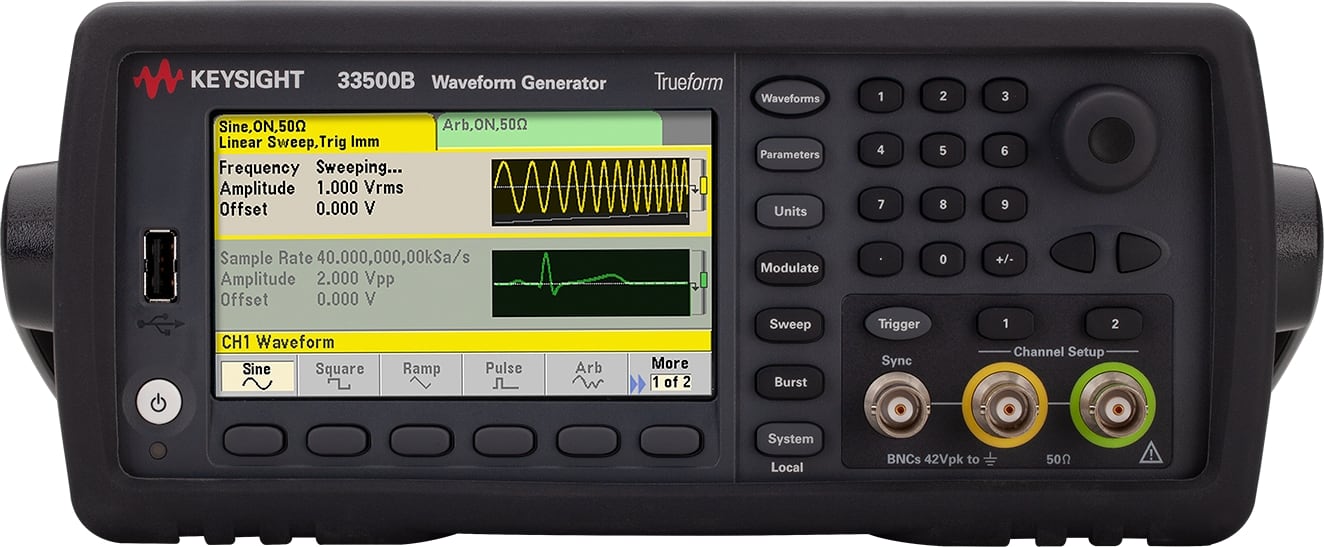 KEYSIGHT 33500B Waveform Generator Trueform
Sine,ON,50Ω
Linear Sweep,Trig Imm
Arb,ON,50Ω
Frequency Sweeping...
Amplitude 1.000 Vrms
Offset 0.000 V
Sample Rate 40.000,000,00kSa/s
Amplitude 2.000 Vpp
Offset 0.000 V
CH1 Waveform
Sine
Square
Ramp
Pulse
Arb
More
1 of 2
Waveforms
Parameters
Units
Modulate
Sweep
Burst
System
Local
1 2 3
4 5 6
7 8 9
. 0 +/-
Trigger 1 2
Sync
Channel Setup
BNCs 42Vpk to ⏚ 50Ω